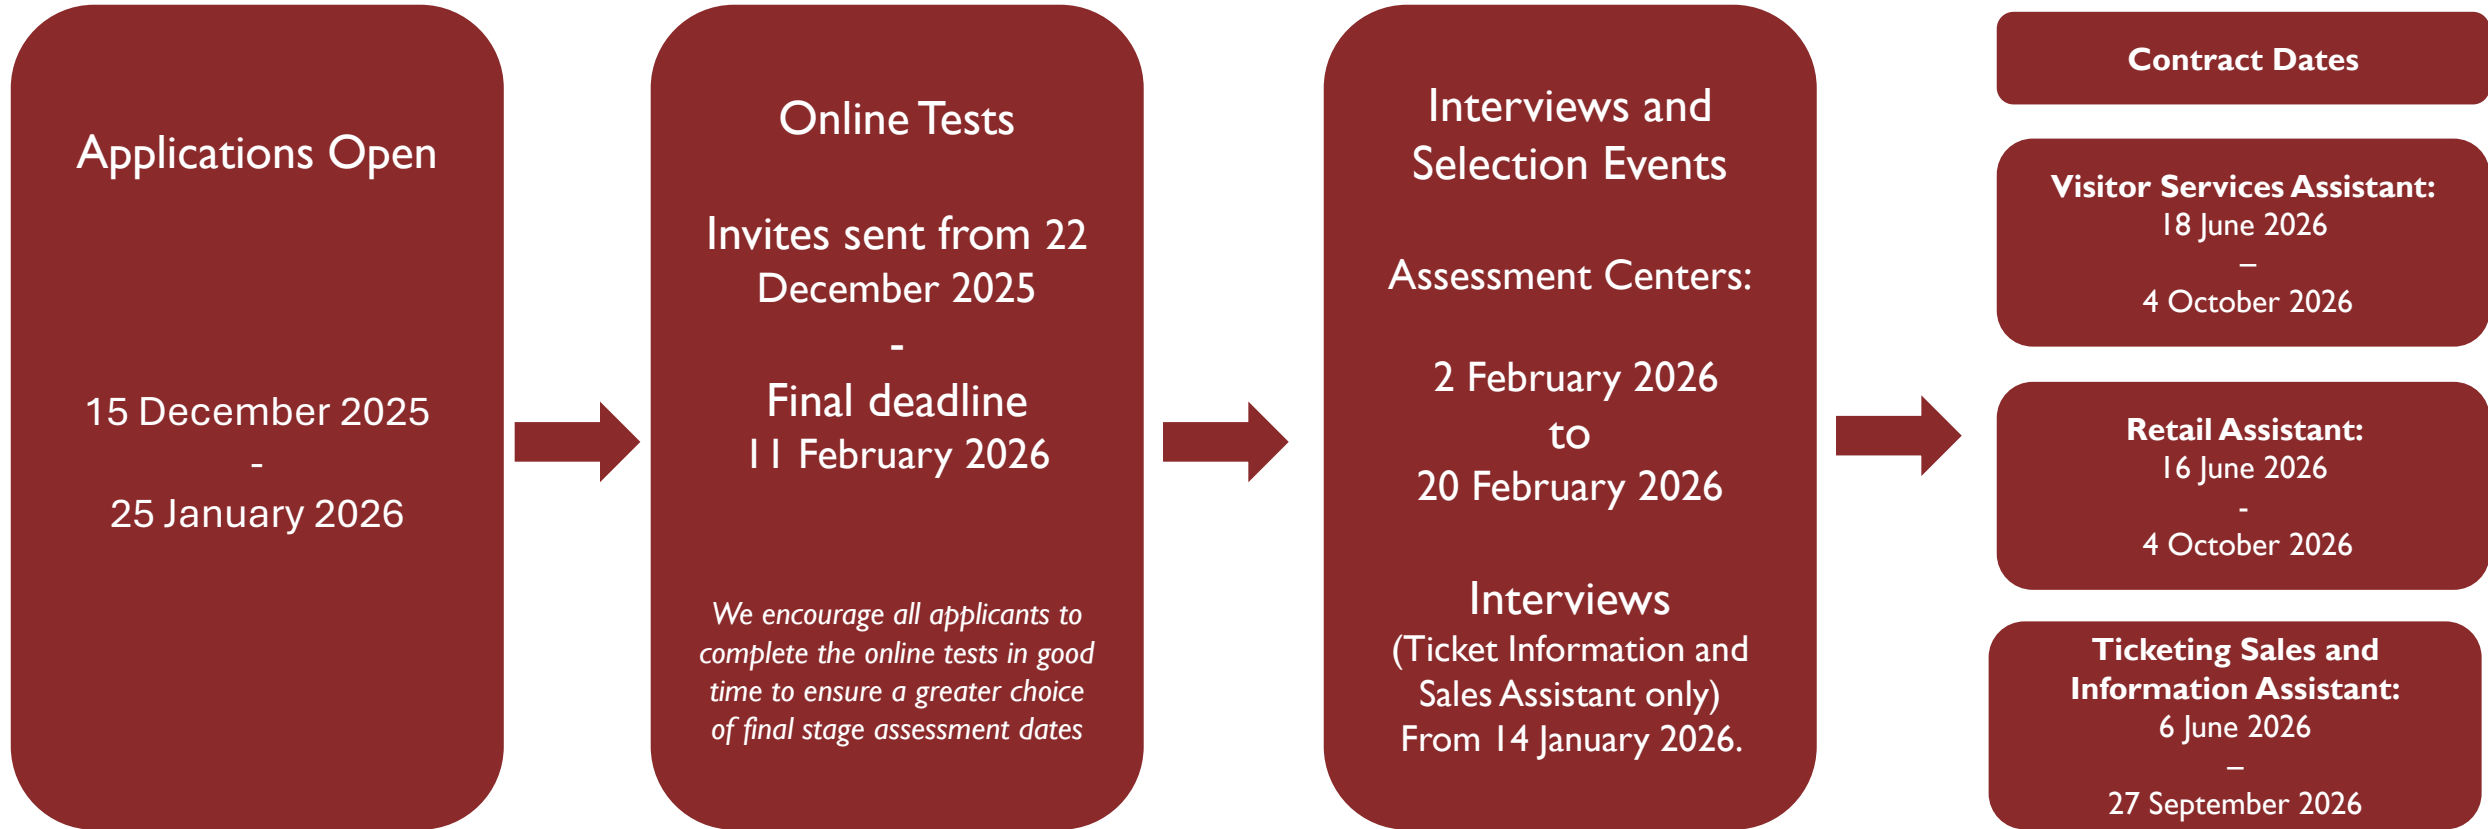 Applications Open
15 December 2025
-
25 January 2026
Online Tests
Invites sent from 22
December 2025
-
Final deadline
11 February 2026
We encourage all applicants to
complete the online tests in good
time to ensure a greater choice
of final stage assessment dates
Interviews and
Selection Events
Assessment Centers:
2 February 2026
to
20 February 2026
Interviews
(Ticket Information and
Sales Assistant only)
From 14 January 2026.
Contract Dates
Visitor Services Assistant:
18 June 2026
–
4 October 2026
Retail Assistant:
16 June 2026
-
4 October 2026
Ticketing Sales and
Information Assistant:
6 June 2026
–
27 September 2026